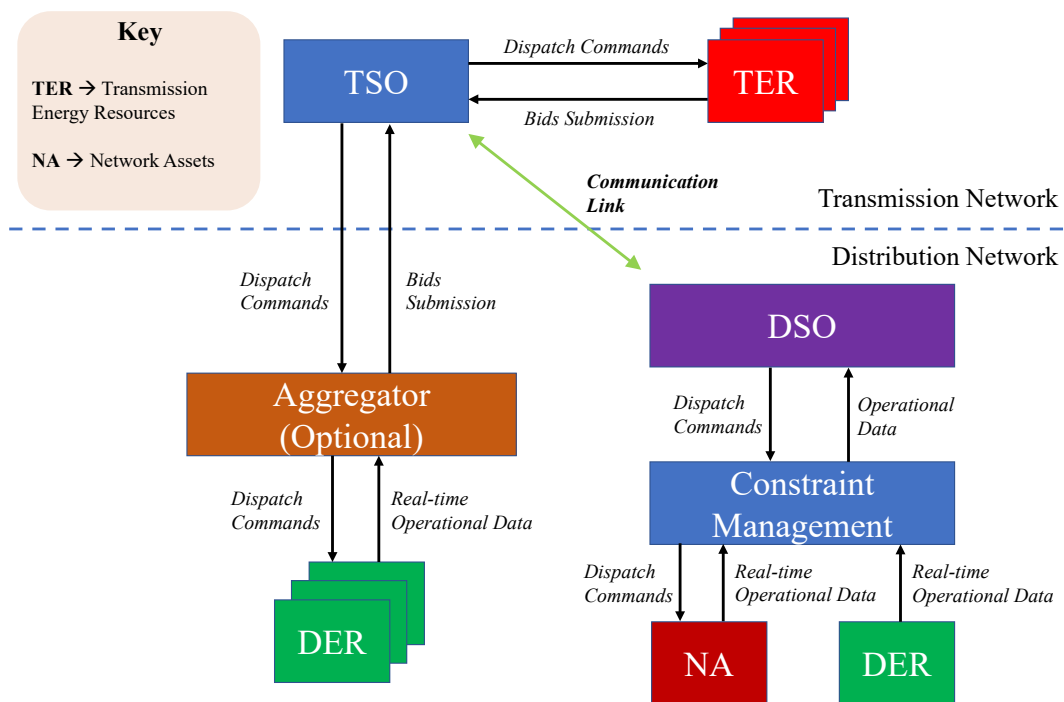 Key
TER → Transmission
Energy Resources
NA → Network Assets
TSO
Dispatch Commands
TER
Bids Submission
Communication
Link
Transmission Network
Distribution Network
Dispatch
Commands
Bids
Submission
DSO
Aggregator
(Optional)
Dispatch
Commands
Operational
Data
Dispatch
Commands
Real-time
Operational Data
Constraint
Management
DER
Dispatch
Commands
Real-time
Operational Data
Real-time
Operational Data
NA
DER